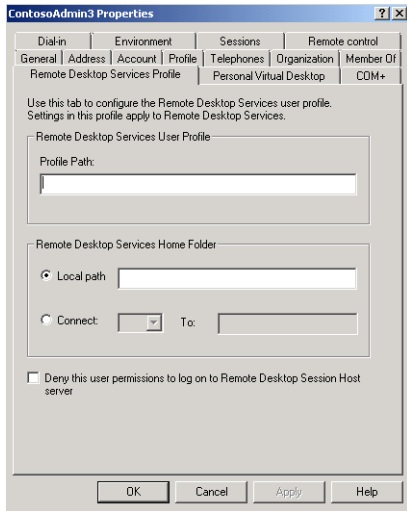 ContosoAdmin3 Properties
Dial-in Environment Sessions Remote control
General Address Account Profile Telephones Organization Member Of
Remote Desktop Services Profile Personal Virtual Desktop COM+
Use this tab to configure the Remote Desktop Services user profile.
Settings in this profile apply to Remote Desktop Services.
Remote Desktop Services User Profile
Profile Path:
Remote Desktop Services Home Folder
Local path
Connect: To:
Deny this user permissions to log on to Remote Desktop Session Host
server
OK Cancel Apply Help